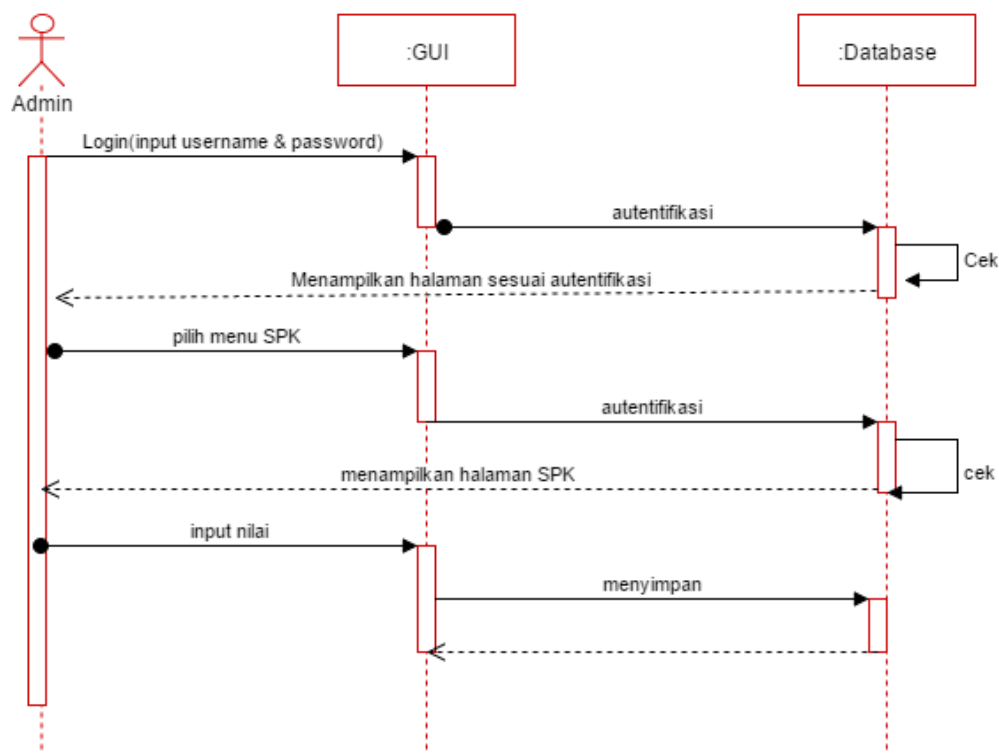 :GUI
:Database
Admin
Login(input username & password)
autentifikasi
Cek
Menampilkan halaman sesuai autentifikasi
pilih menu SPK
autentifikasi
cek
menampilkan halaman SPK
input nilai
menyimpan